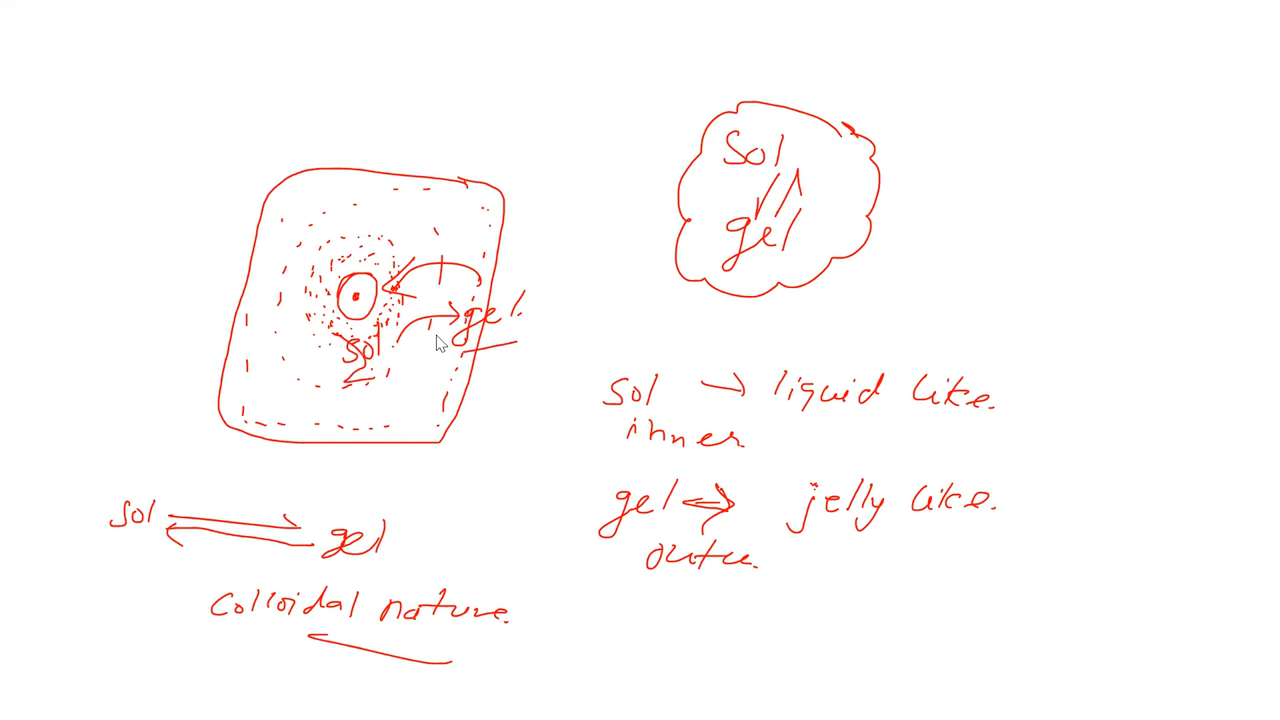 sol
gel
gel.
sol
sol → liquid like.
inner.
gel ↔ jelly like.
outer.
sol ⇌ gel
colloidal nature.